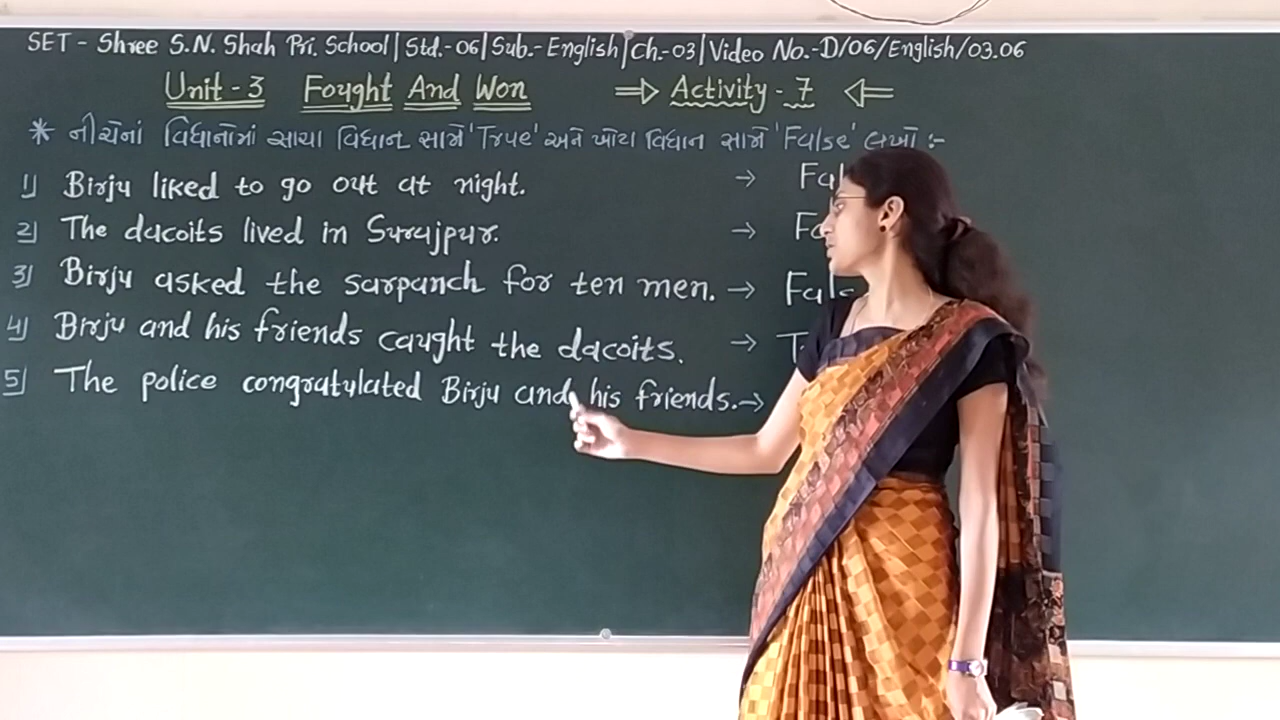 SET - Shree S.N. Shah Pri. School | Std.-06 | Sub.- English | Ch.-03 | Video No.-D/06/English/03.06
Unit - 3 Fought And Won ⇒ Activity - 7 ⇐
* નીચેનાં વિધાનોમાં સાચા વિધાન સામે 'True' અને ખોટા વિધાન સામે 'False' લખો :-
1) Birju liked to go out at night. → Fal
2) The dacoits lived in Surajpur. → Fa
3) Birju asked the sarpanch for ten men. → False
4) Birju and his friends caught the dacoits. → T
5) The police congratulated Birju and his friends. →